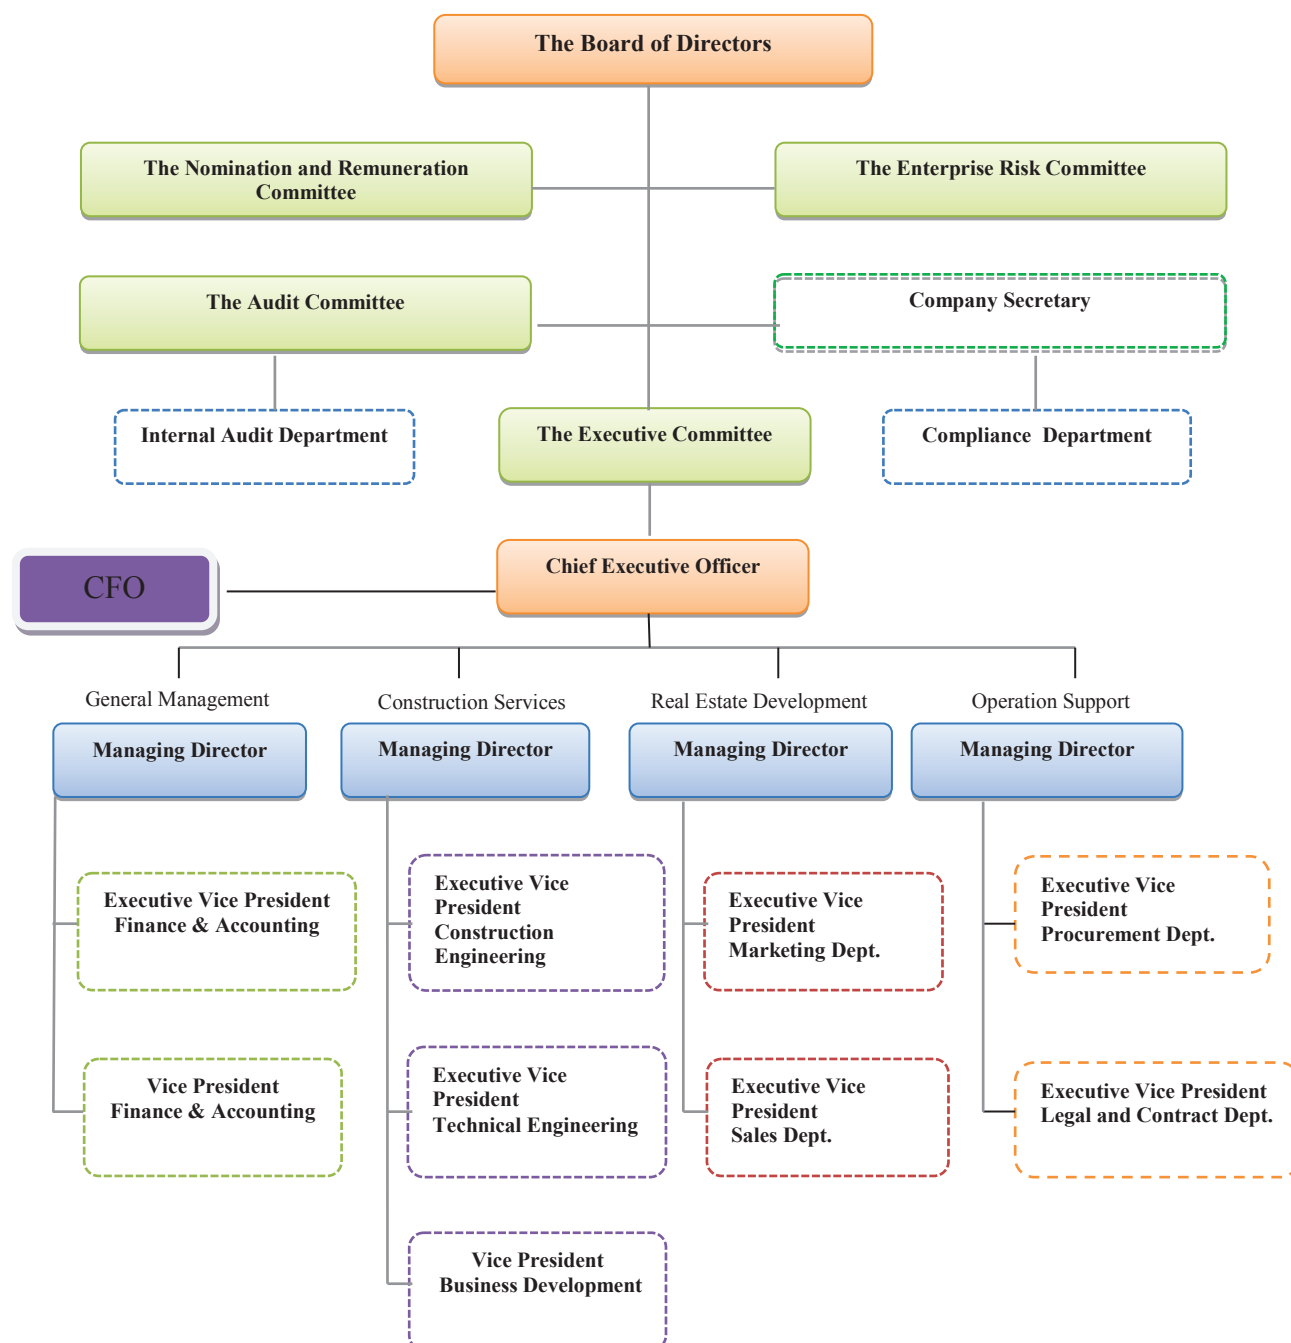 The Board of Directors
The Nomination and Remuneration
Committee
The Enterprise Risk Committee
The Audit Committee
Company Secretary
Internal Audit Department
The Executive Committee
Compliance Department
CFO
Chief Executive Officer
General Management
Construction Services
Real Estate Development
Operation Support
Managing Director
Managing Director
Managing Director
Managing Director
Executive Vice President
Finance & Accounting
Executive Vice
President
Construction
Engineering
Executive Vice
President
Marketing Dept.
Executive Vice
President
Procurement Dept.
Vice President
Finance & Accounting
Executive Vice
President
Technical Engineering
Executive Vice
President
Sales Dept.
Executive Vice President
Legal and Contract Dept.
Vice President
Business Development